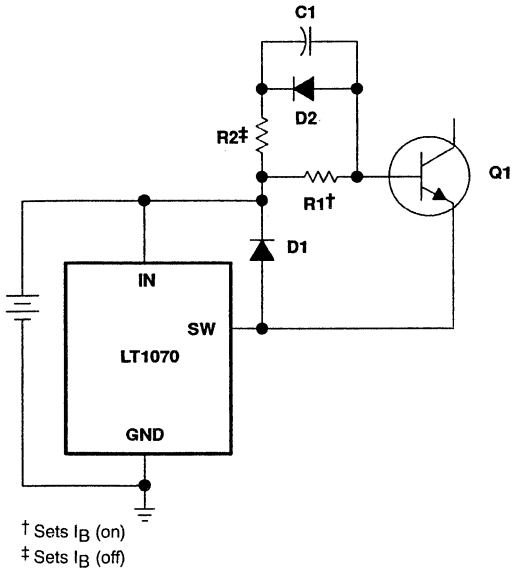 C1
D2
R2‡
R1†
Q1
D1
IN
SW
LT1070
GND
† Sets IB (on)
‡ Sets IB (off)